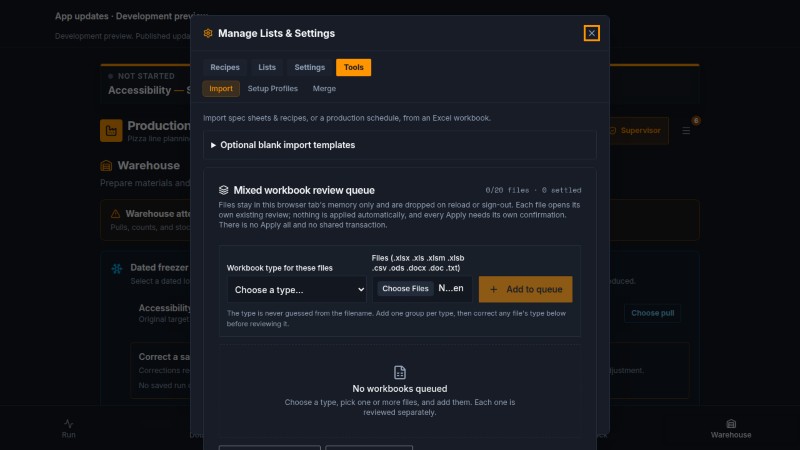 App updates · Development preview
Development preview. Published upda
NOT STARTED
Accessibility — S
Production
Pizza line planning
Supervisor
6
Warehouse
Prepare materials and
Warehouse atte
Pulls, counts, and stoc
Dated freezer
Select a dated lo
oduced.
Accessibility
Original target
Choose pull
Correct a sa
Corrections re
djustment.
No saved run
Run
Warehouse
Manage Lists & Settings
Recipes
Lists
Settings
Tools
Import
Setup Profiles
Merge
Import spec sheets & recipes, or a production schedule, from an Excel workbook.
Optional blank import templates
Mixed workbook review queue
0/20 files · 0 settled
Files stay in this browser tab's memory only and are dropped on reload or sign-out. Each file opens its
own existing review; nothing is applied automatically, and every Apply needs its own confirmation.
There is no Apply all and no shared transaction.
Workbook type for these files
Choose a type...
Files (.xlsx .xls .xlsm .xlsb
.csv .ods .docx .doc .txt)
Choose Files N...en
+ Add to queue
The type is never guessed from the filename. Add one group per type, then correct any file's type below
before reviewing it.
No workbooks queued
Choose a type, pick one or more files, and add them. Each one is
reviewed separately.